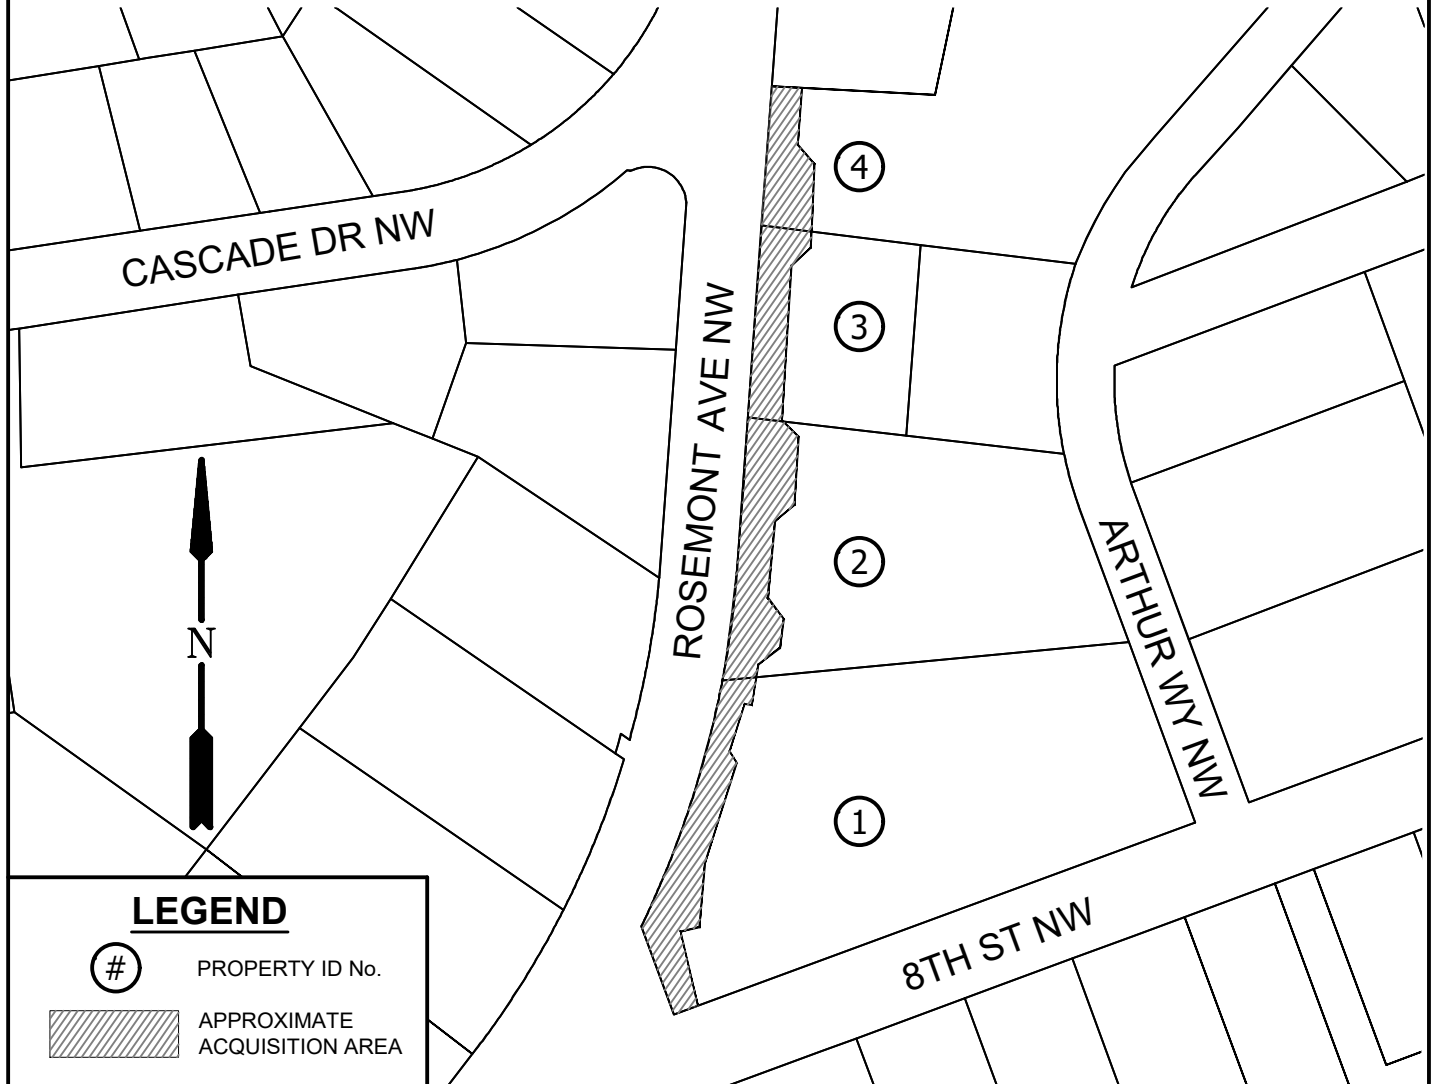 4
CASCADE DR NW
3
ROSEMONT AVE NW
2
ARTHUR WY NW
N
1
8TH ST NW
LEGEND
# PROPERTY ID No.
APPROXIMATE
ACQUISITION AREA